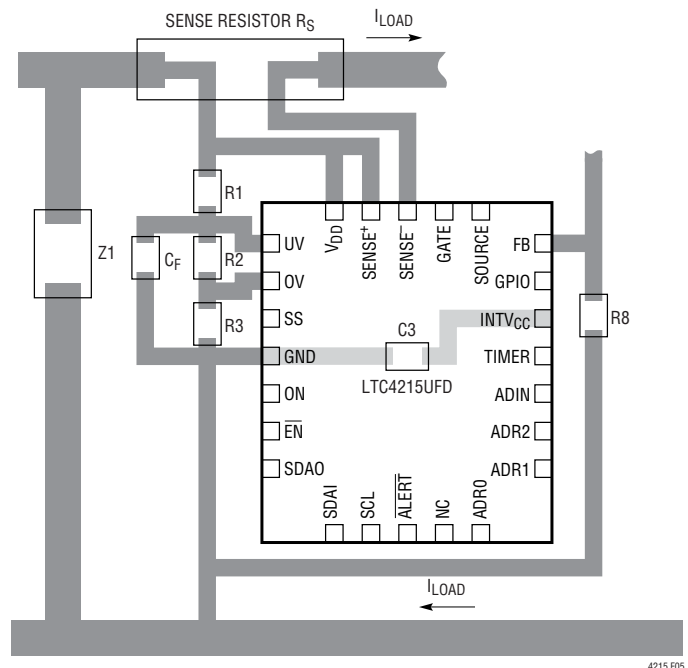 SENSE RESISTOR RS
ILOAD
R1
Z1
CF
R2
R3
UV
OV
SS
GND
ON
EN
SDAO
VDD
SENSE+
SENSE–
GATE
SOURCE
FB
GPIO
INTVCC
TIMER
ADIN
ADR2
ADR1
C3
LTC4215UFD
R8
SDAI
SCL
ALERT
NC
ADR0
ILOAD
4215 F05